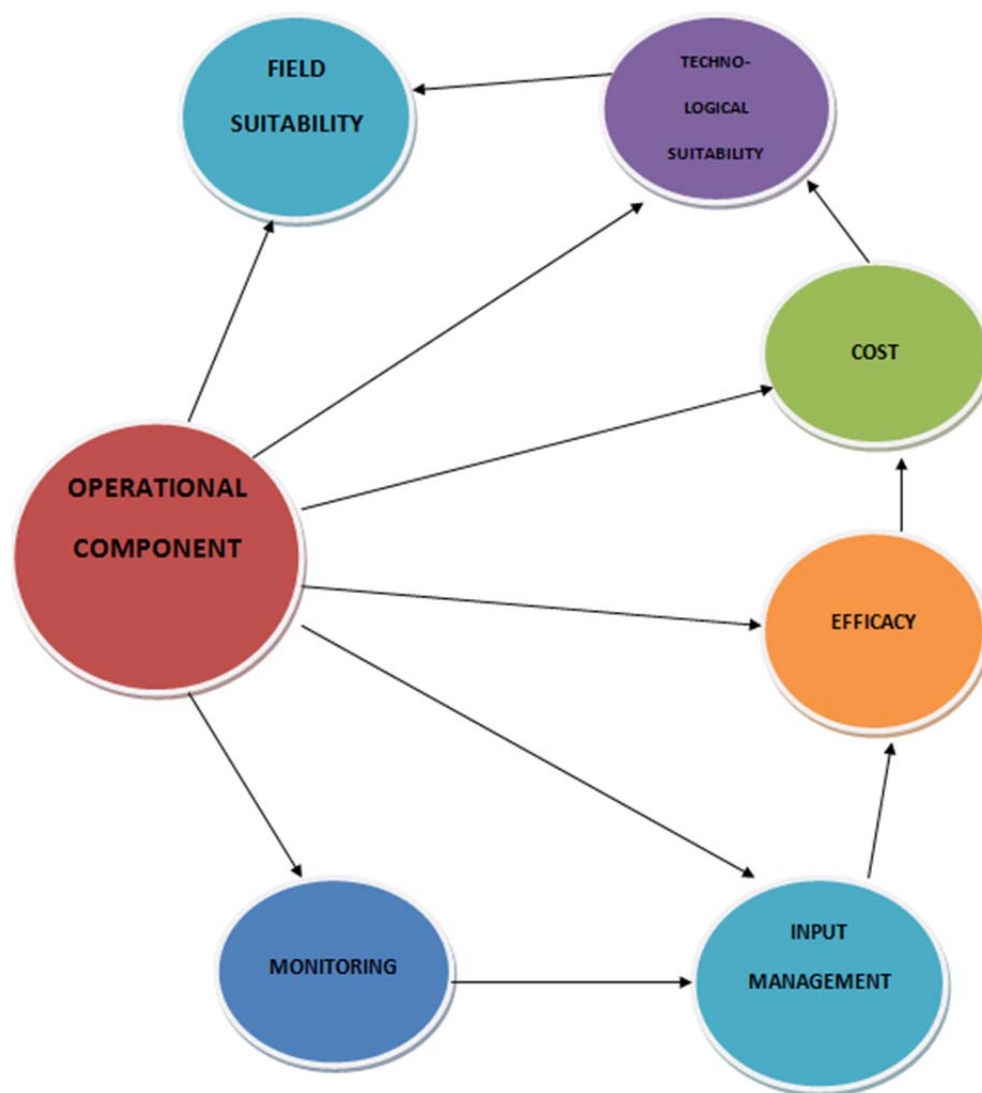 FIELD
SUITABILITY
TECHNO-
LOGICAL
SUITABILITY
COST
OPERATIONAL
COMPONENT
EFFICACY
MONITORING
INPUT
MANAGEMENT